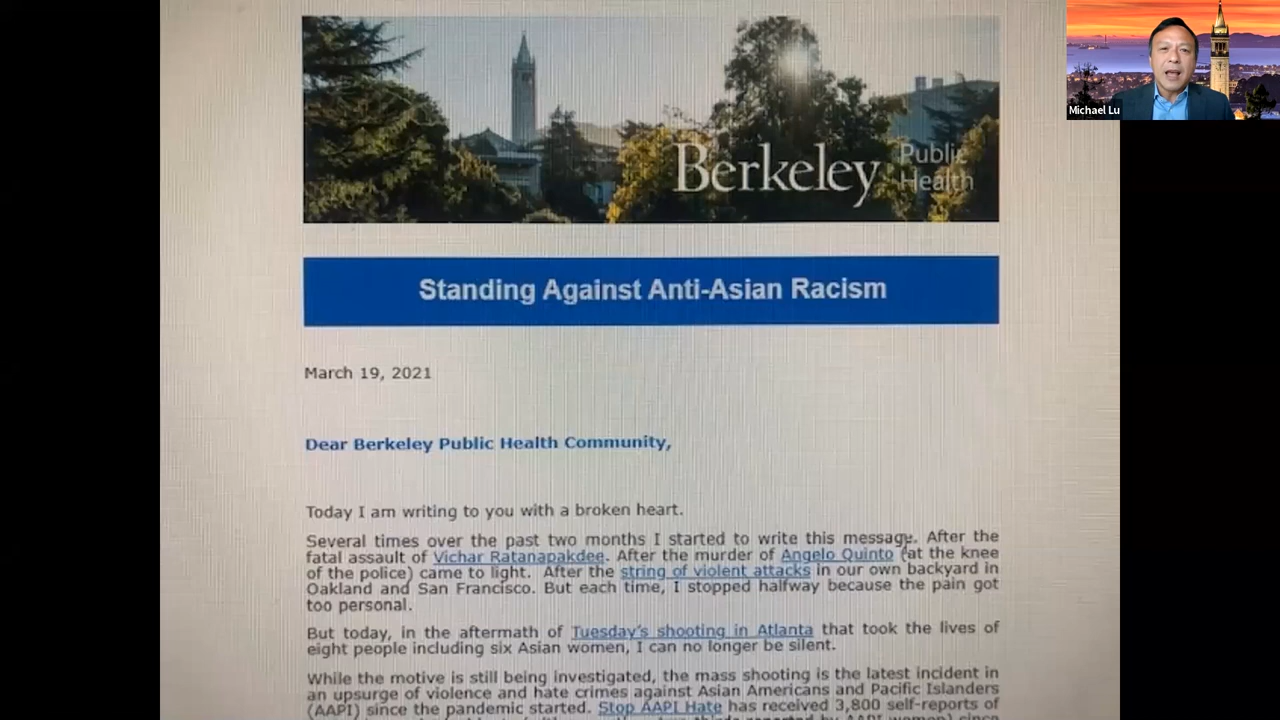 Berkeley
Public
Health
Michael Lu
Standing Against Anti-Asian Racism
March 19, 2021
Dear Berkeley Public Health Community,
Today I am writing to you with a broken heart.
Several times over the past two months I started to write this message. After the
fatal assault of Vichar Ratanapakdee. After the murder of Angelo Quinto (at the knee
of the police) came to light. After the string of violent attacks in our own backyard in
Oakland and San Francisco. But each time, I stopped halfway because the pain got
too personal.
But today, in the aftermath of Tuesday's shooting in Atlanta that took the lives of
eight people including six Asian women, I can no longer be silent.
While the motive is still being investigated, the mass shooting is the latest incident in
an upsurge of violence and hate crimes against Asian Americans and Pacific Islanders
(AAPI) since the pandemic started. Stop AAPI Hate has received 3,800 self-reports of